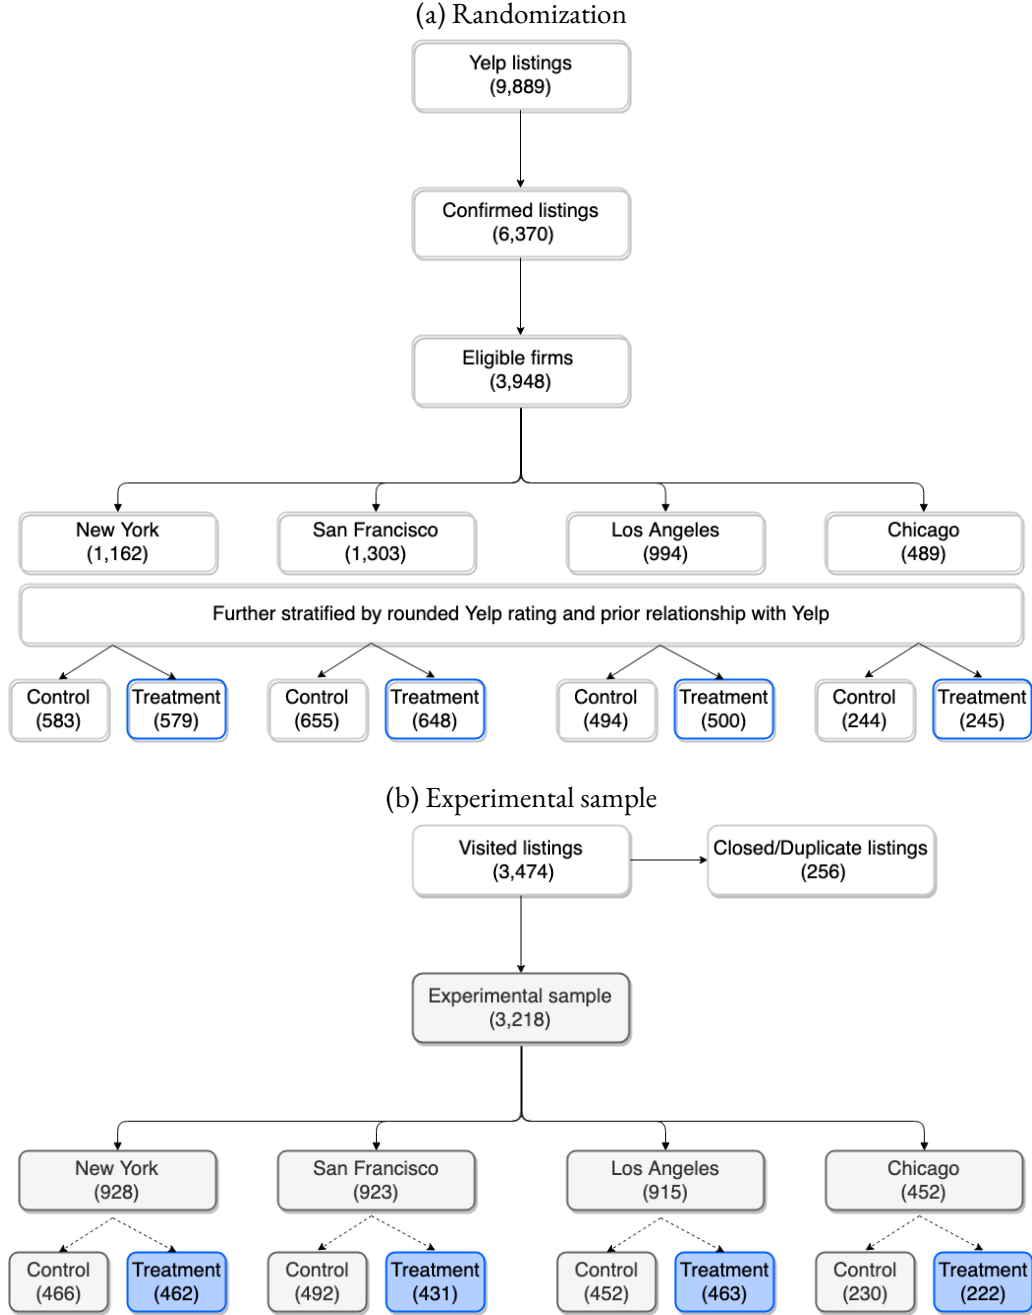 (a) Randomization
Yelp listings
(9,889)
Confirmed listings
(6,370)
Eligible firms
(3,948)
New York
(1,162)
San Francisco
(1,303)
Los Angeles
(994)
Chicago
(489)
Further stratified by rounded Yelp rating and prior relationship with Yelp
Control
(583)
Treatment
(579)
Control
(655)
Treatment
(648)
Control
(494)
Treatment
(500)
Control
(244)
Treatment
(245)
(b) Experimental sample
Visited listings
(3,474)
Closed/Duplicate listings
(256)
Experimental sample
(3,218)
New York
(928)
San Francisco
(923)
Los Angeles
(915)
Chicago
(452)
Control
(466)
Treatment
(462)
Control
(492)
Treatment
(431)
Control
(452)
Treatment
(463)
Control
(230)
Treatment
(222)